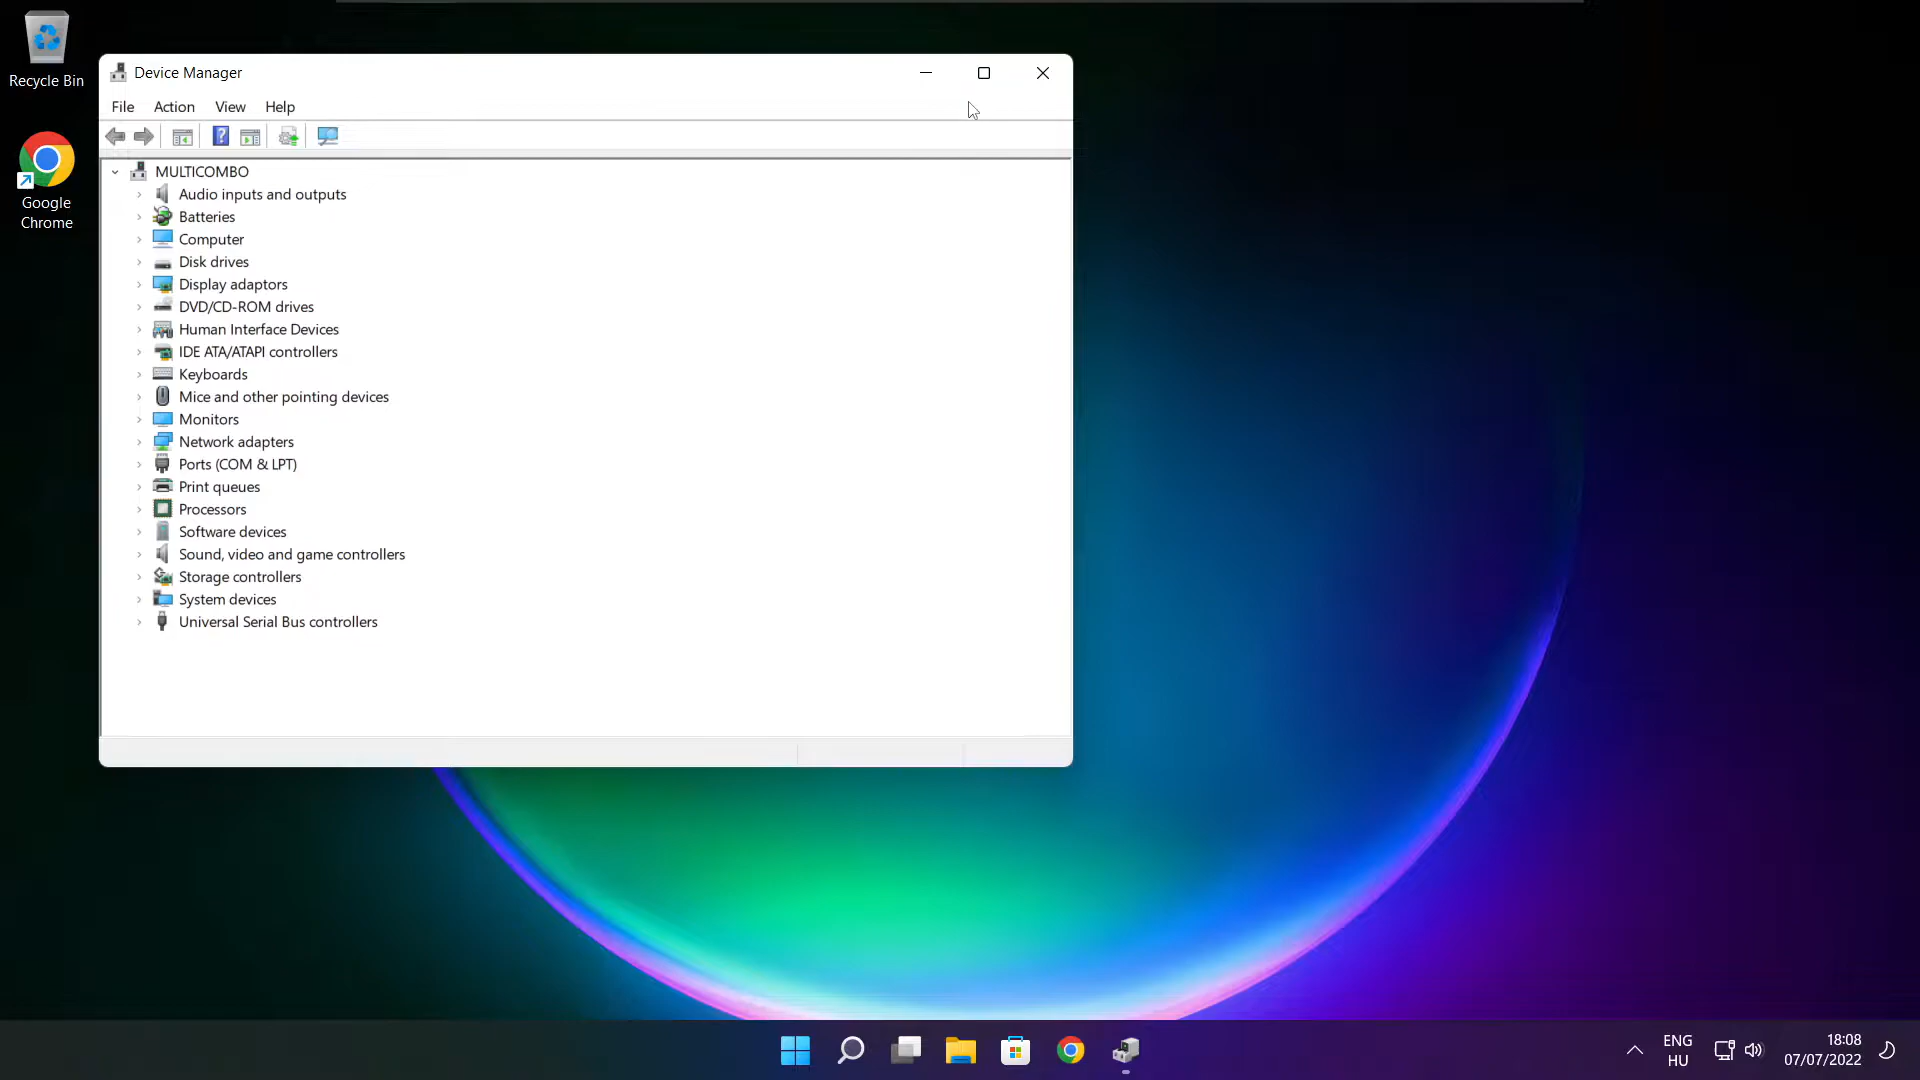 Recycle Bin
Google
Chrome
Device Manager
File Action View Help
MULTICOMBO
Audio inputs and outputs
Batteries
Computer
Disk drives
Display adaptors
DVD/CD-ROM drives
Human Interface Devices
IDE ATA/ATAPI controllers
Keyboards
Mice and other pointing devices
Monitors
Network adapters
Ports (COM & LPT)
Print queues
Processors
Software devices
Sound, video and game controllers
Storage controllers
System devices
Universal Serial Bus controllers
ENG
HU
18:08
07/07/2022